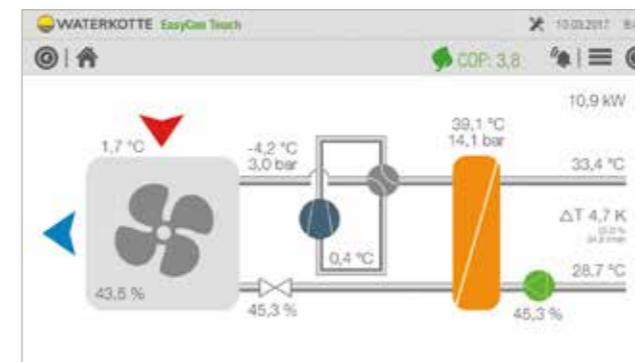 WATERKOTTE EasyCon Touch
10.03.2017
COP: 3,8
10,9 kW
1,7 °C
-4,2 °C
3,0 bar
39,1 °C
14,1 bar
33,4 °C
ΔT 4,7 K
0,4 °C
28,7 °C
43,5 %
45,3 %
45,3 %